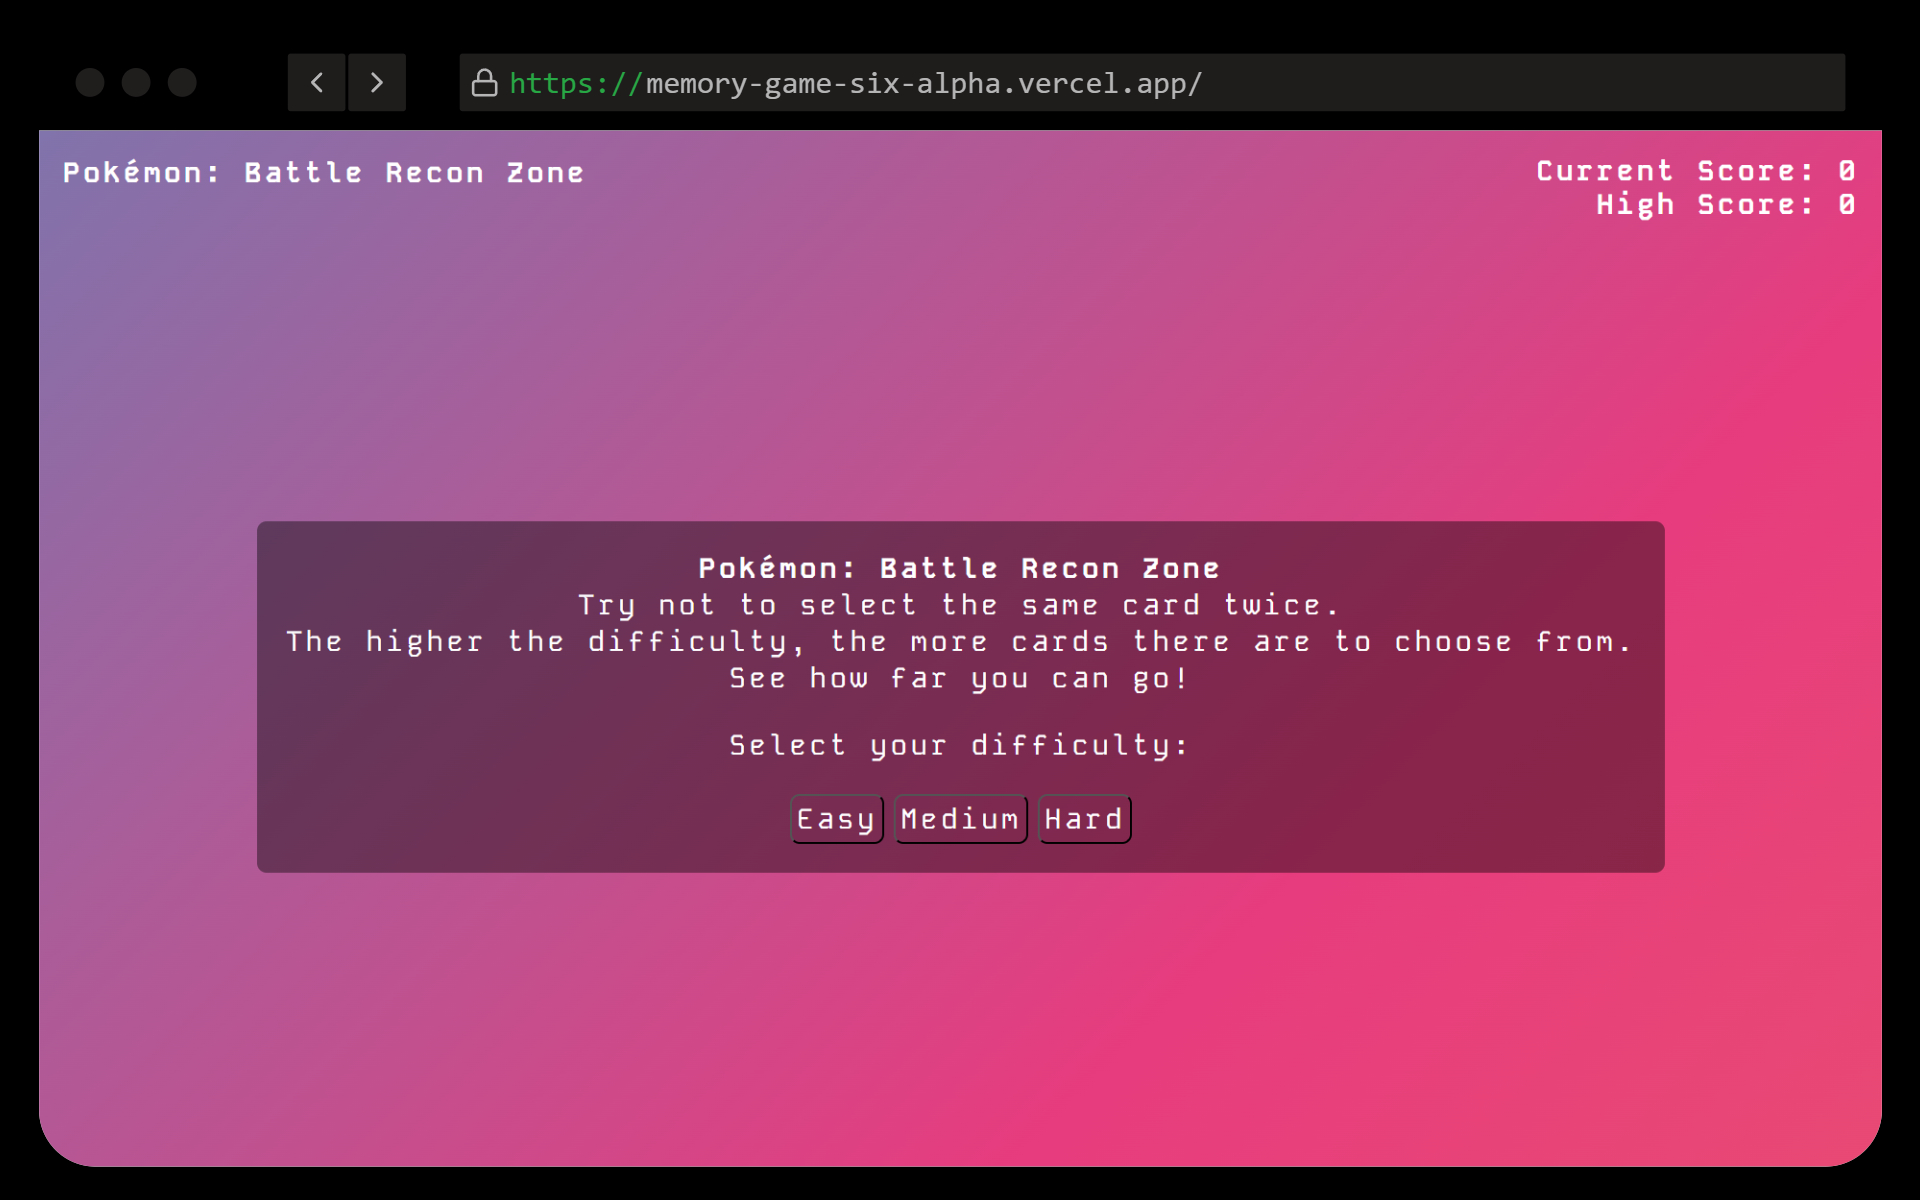 https://memory-game-six-alpha.vercel.app/
Pokémon: Battle Recon Zone
Current Score: 0
High Score: 0
Pokémon: Battle Recon Zone
Try not to select the same card twice.
The higher the difficulty, the more cards there are to choose from.
See how far you can go!
Select your difficulty:
Easy Medium Hard